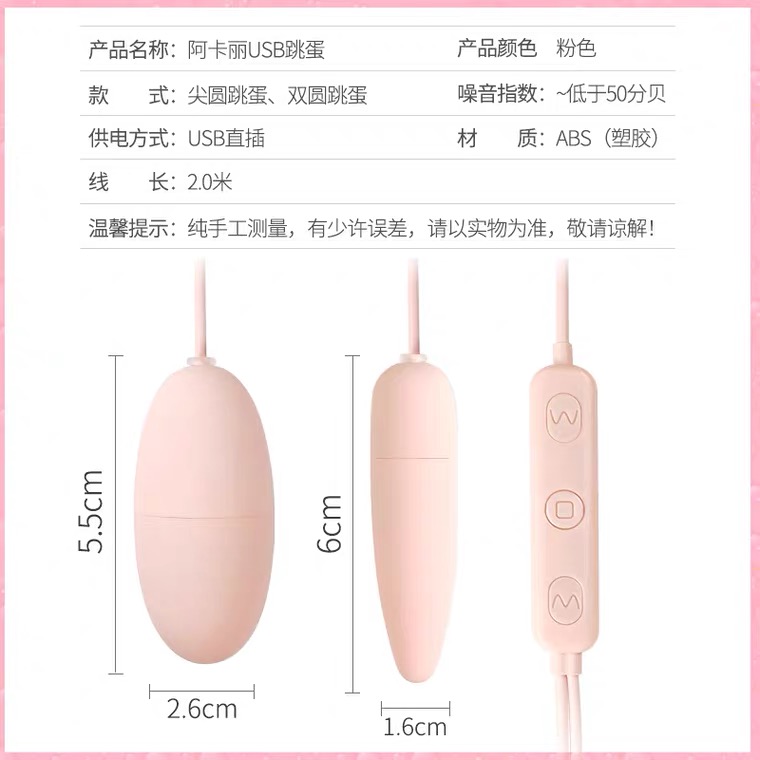 产品名称：阿卡丽USB跳蛋 产品颜色 粉色
款 式：尖圆跳蛋、双圆跳蛋 噪音指数：~低于50分贝
供电方式：USB直插 材 质：ABS（塑胶）
线 长：2.0米
温馨提示：纯手工测量，有少许误差，请以实物为准，敬请谅解！
5.5cm
6cm
2.6cm
1.6cm